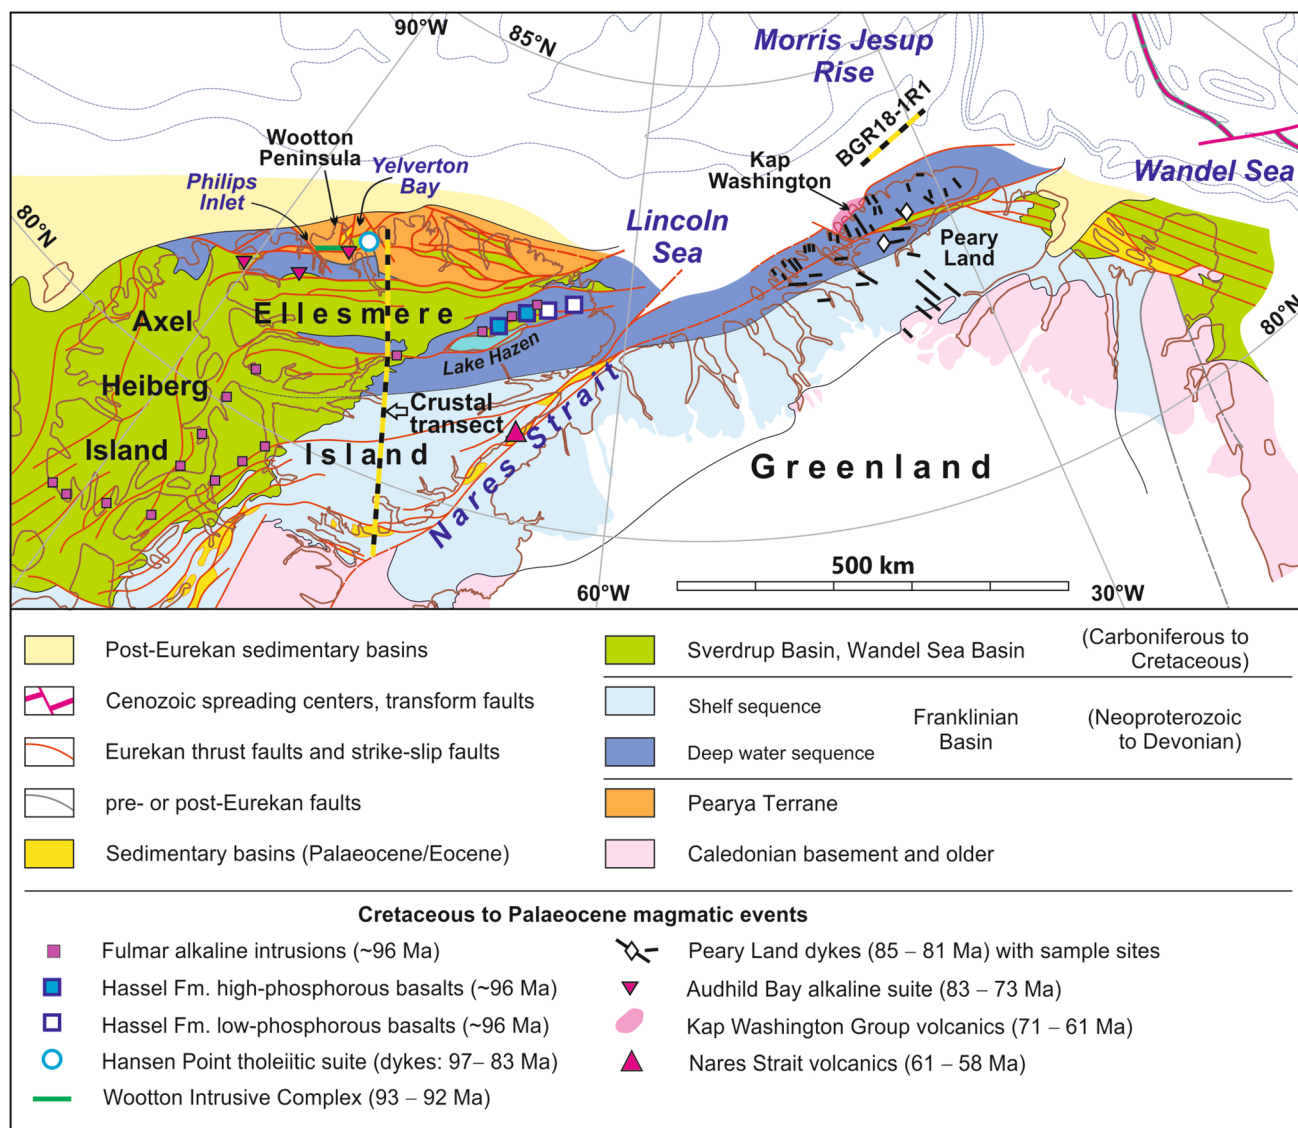 90°W
85°N
Morris Jesup
Rise
BGR18-1R1
Wootton
Peninsula
Yelverton
Bay
Philips
Inlet
Kap
Washington
Wandel Sea
80°N
Lincoln
Sea
Peary
Land
Axel
Ellesmere
80°N
Lake Hazen
Heiberg
Crustal
transect
Island
Island
Nares Strait
Greenland
500 km
60°W
30°W
Post-Eurekan sedimentary basins
Cenozoic spreading centers, transform faults
Eurekan thrust faults and strike-slip faults
pre- or post-Eurekan faults
Sedimentary basins (Palaeocene/Eocene)
Sverdrup Basin, Wandel Sea Basin
(Carboniferous to
Cretaceous)
Shelf sequence
Deep water sequence
Franklinian
Basin
(Neoproterozoic
to Devonian)
Pearya Terrane
Caledonian basement and older
Cretaceous to Palaeocene magmatic events
Fulmar alkaline intrusions (~96 Ma)
Hassel Fm. high-phosphorous basalts (~96 Ma)
Hassel Fm. low-phosphorous basalts (~96 Ma)
Hansen Point tholeiitic suite (dykes: 97– 83 Ma)
Wootton Intrusive Complex (93 – 92 Ma)
Peary Land dykes (85 – 81 Ma) with sample sites
Audhild Bay alkaline suite (83 – 73 Ma)
Kap Washington Group volcanics (71 – 61 Ma)
Nares Strait volcanics (61 – 58 Ma)